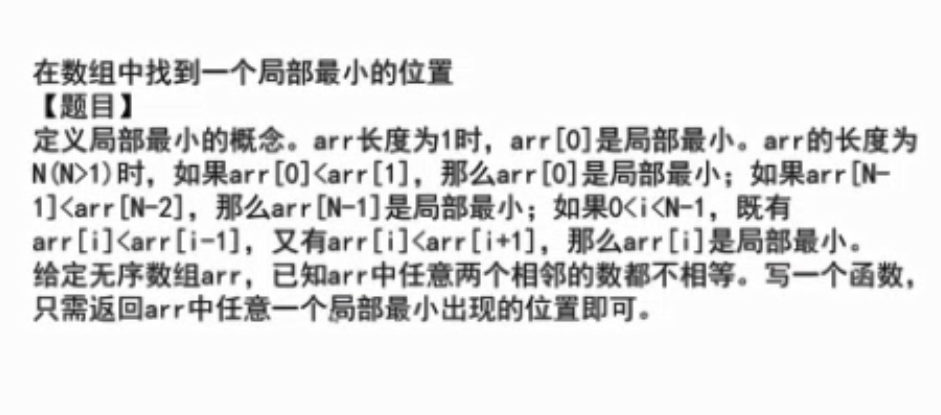 在数组中找到一个局部最小的位置
【题目】
定义局部最小的概念。arr长度为1时，arr[0]是局部最小。arr的长度为
N(N>1)时，如果arr[0]<arr[1]，那么arr[0]是局部最小；如果arr[N-
1]<arr[N-2]，那么arr[N-1]是局部最小；如果0<i<N-1，既有
arr[i]<arr[i-1]，又有arr[i]<arr[i+1]，那么arr[i]是局部最小。
给定无序数组arr，已知arr中任意两个相邻的数都不相等。写一个函数，
只需返回arr中任意一个局部最小出现的位置即可。